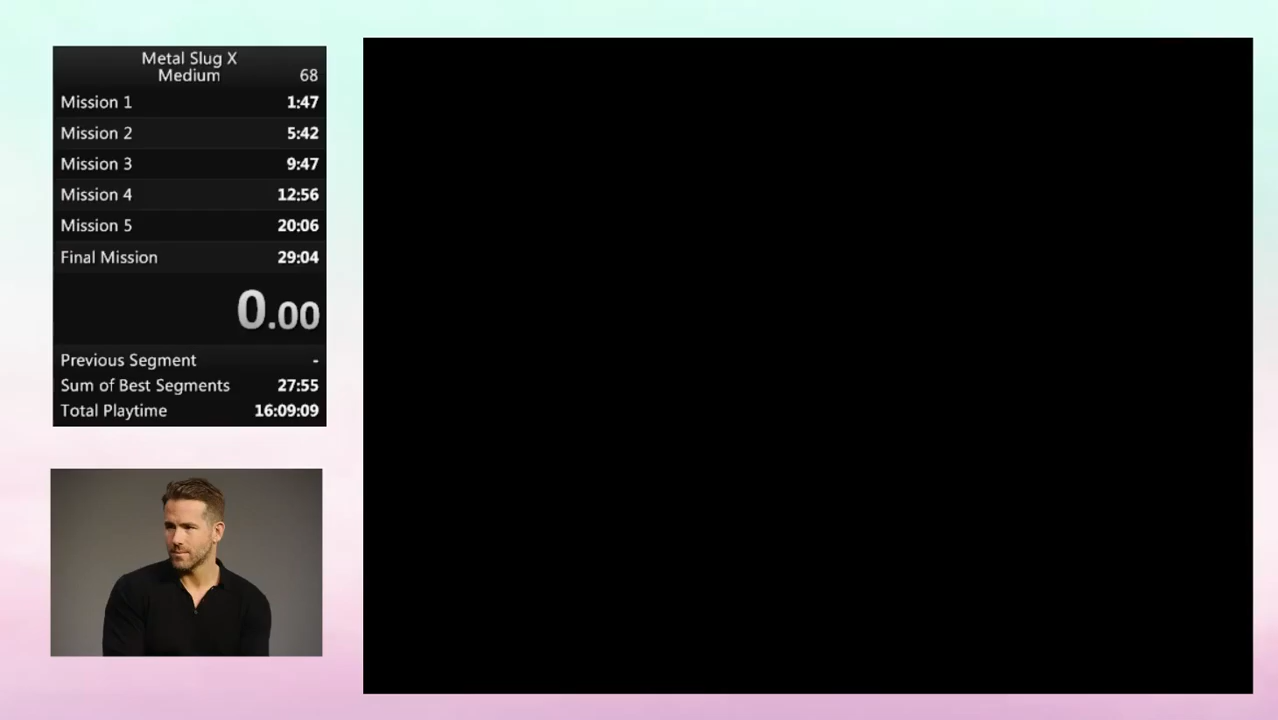 Metal Slug X
Medium 68
Mission 1 1:47
Mission 2 5:42
Mission 3 9:47
Mission 4 12:56
Mission 5 20:06
Final Mission 29:04
0.00
Previous Segment -
Sum of Best Segments 27:55
Total Playtime 16:09:09